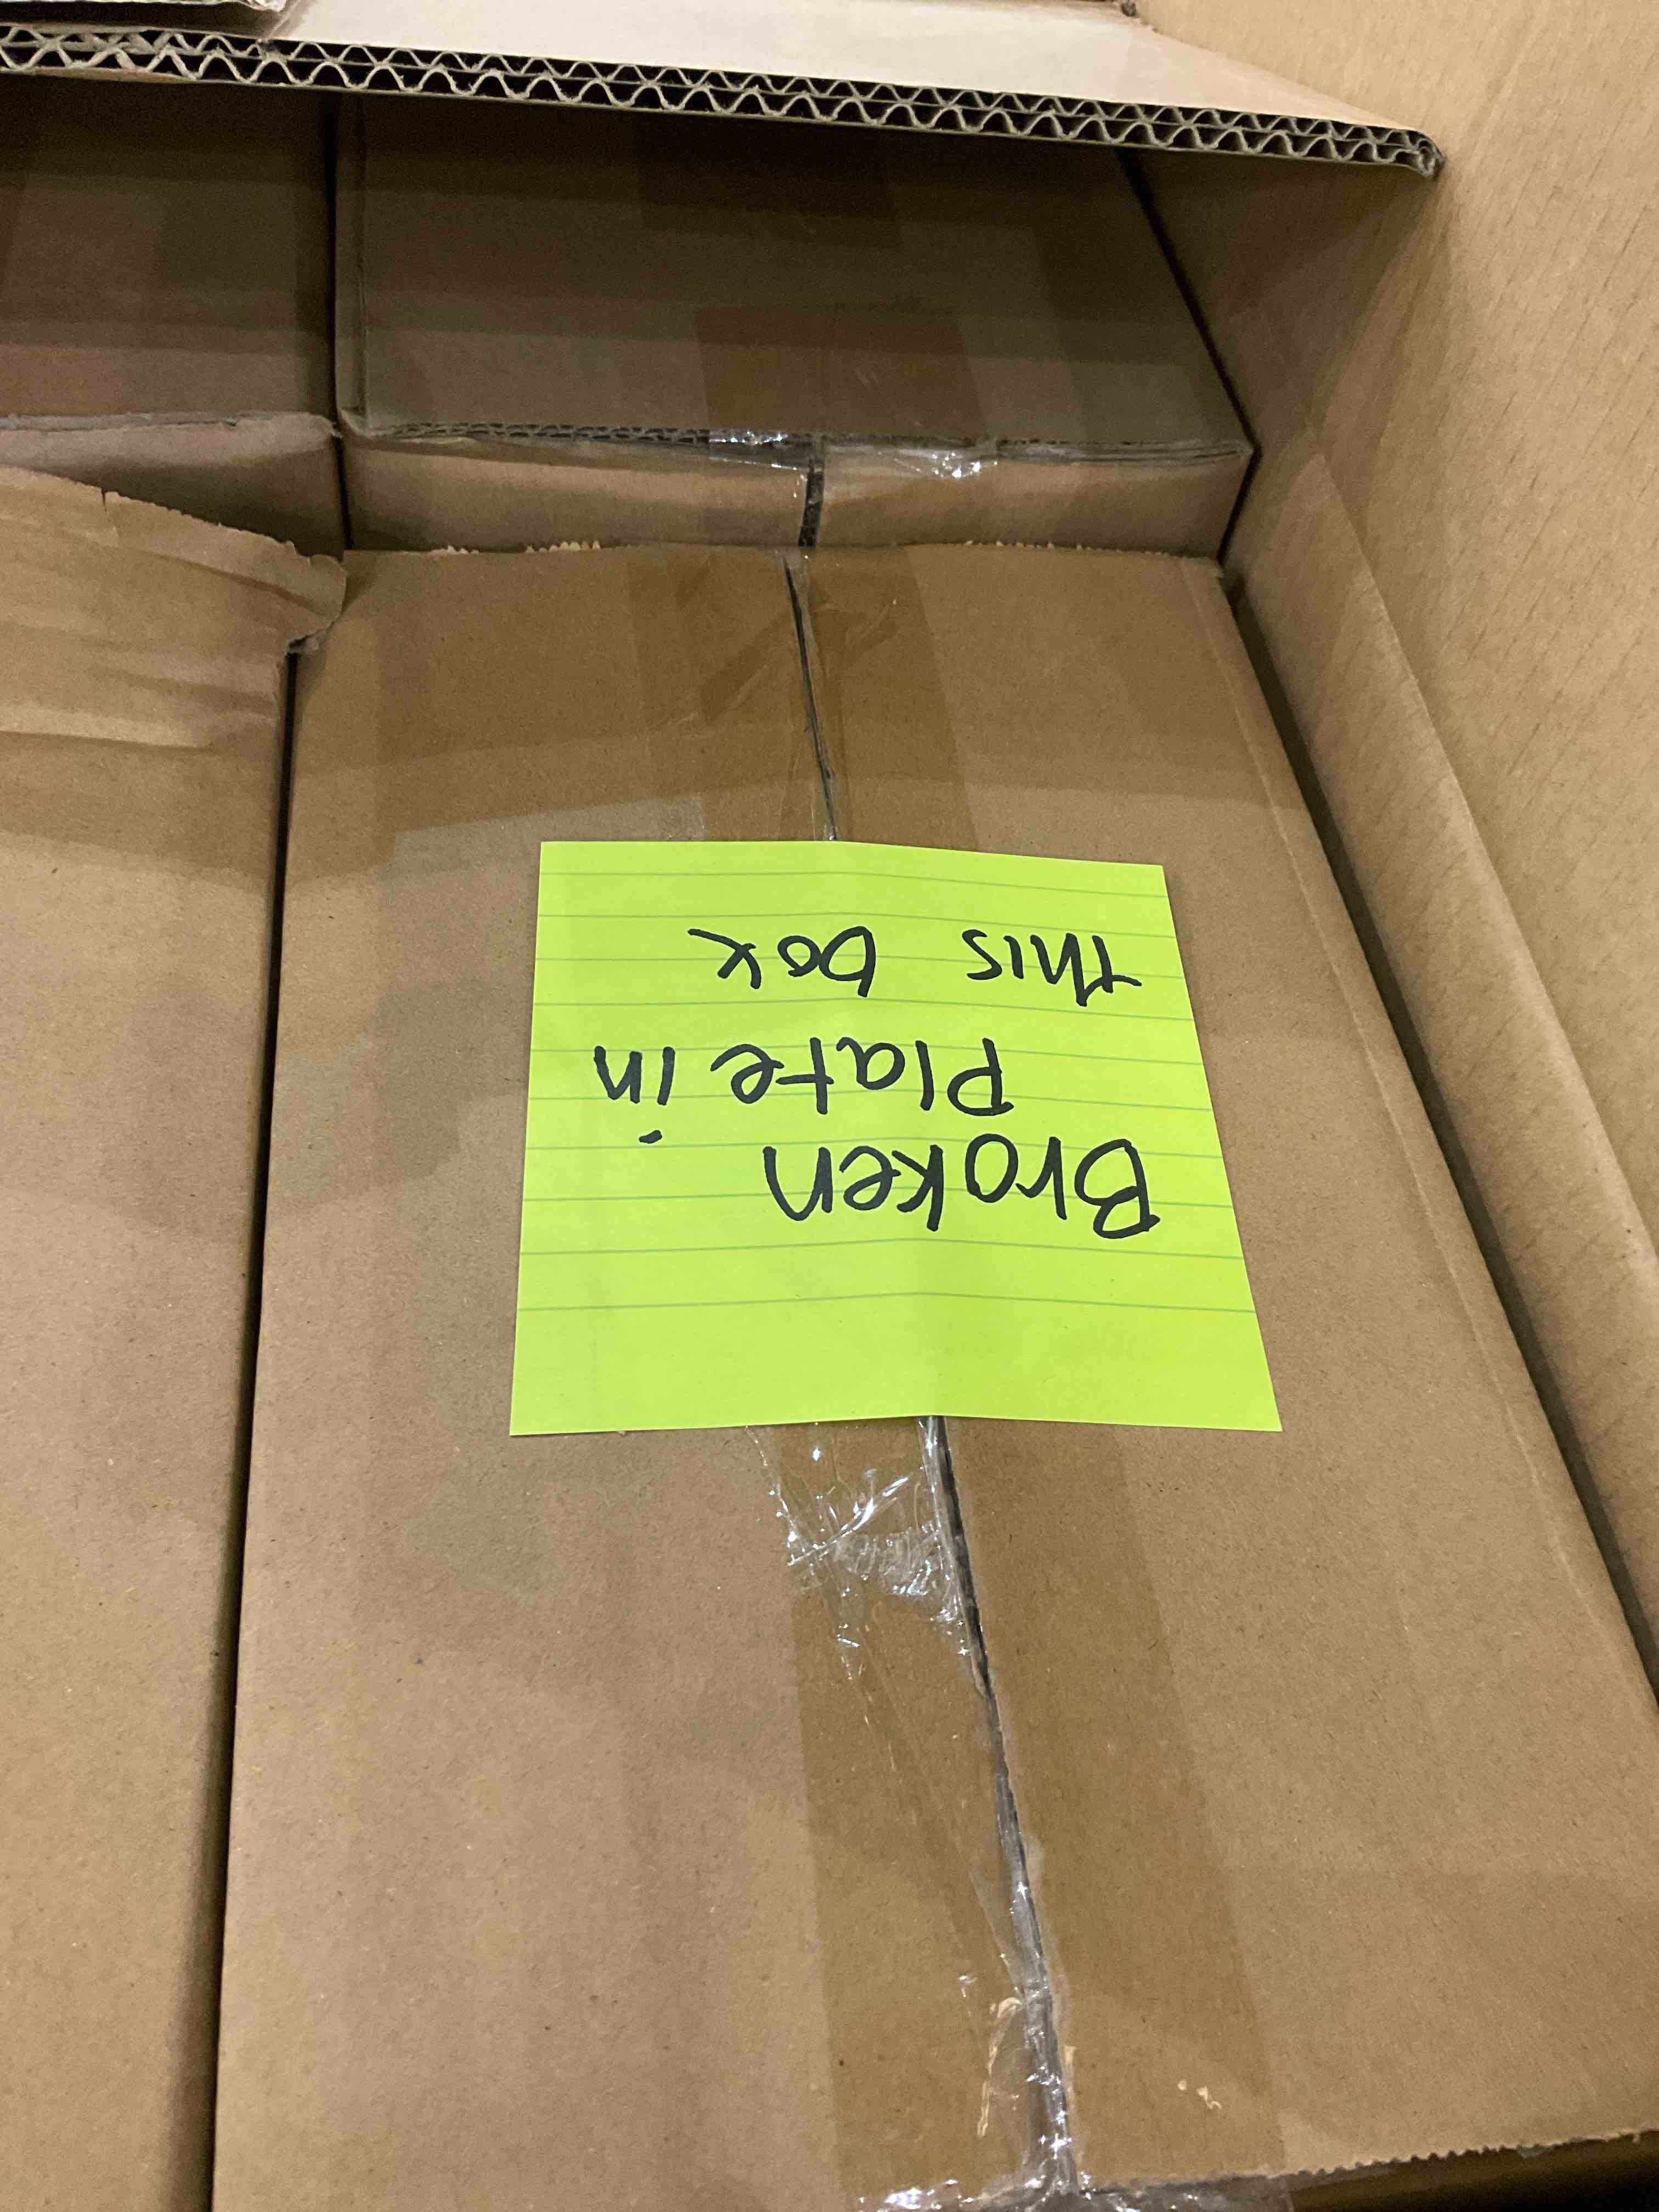 Broken
Plate in
this box